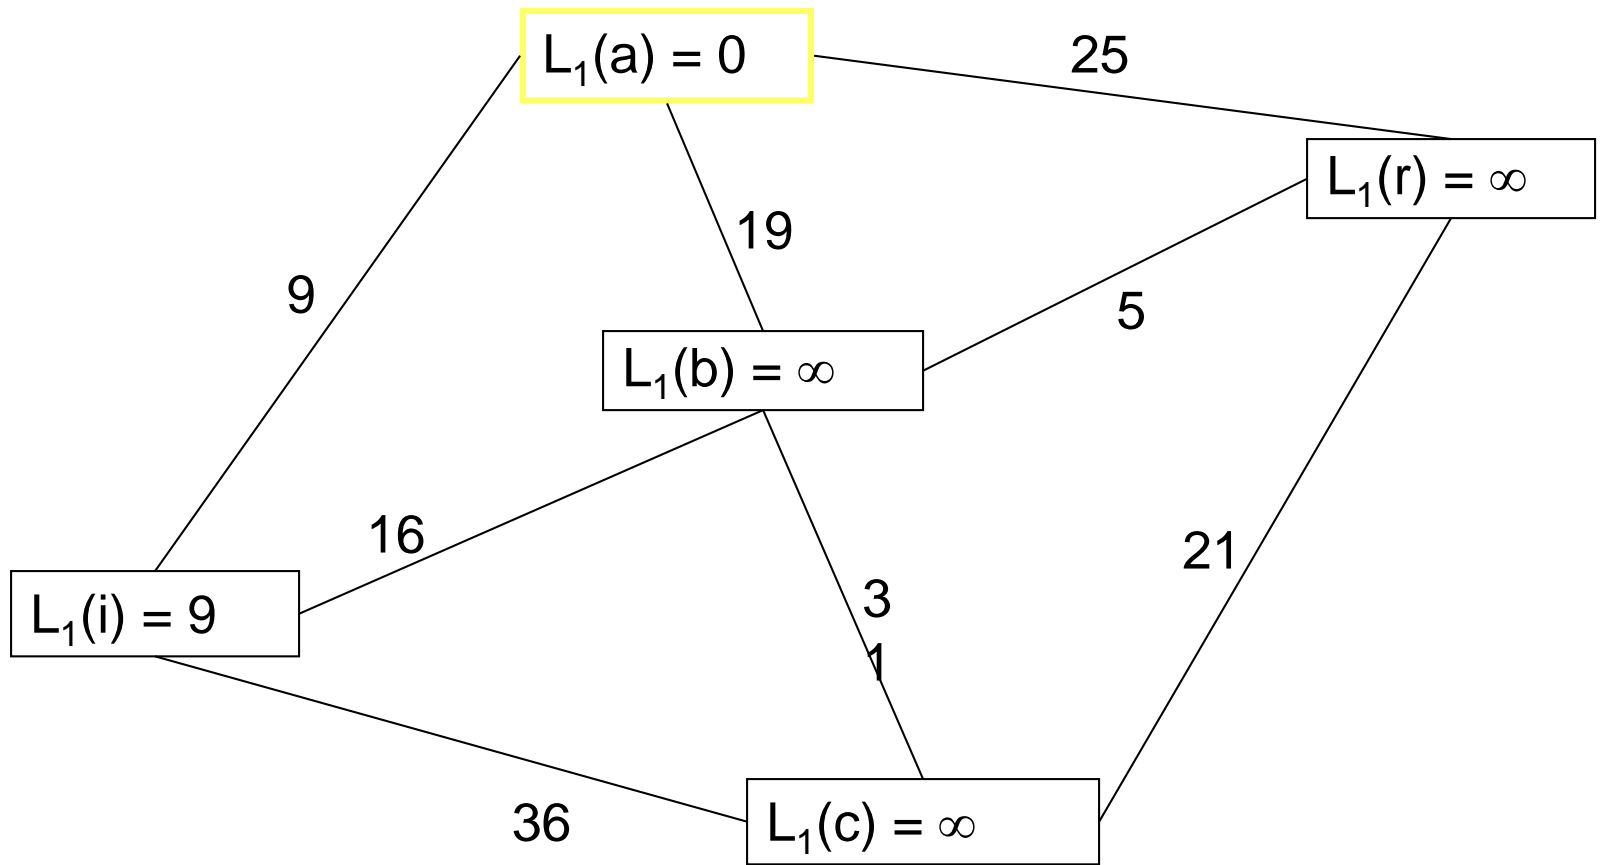 L₁(a) = 0
25
L₁(r) = ∞
19
9
5
L₁(b) = ∞
16
21
3
1
L₁(i) = 9
36
L₁(c) = ∞